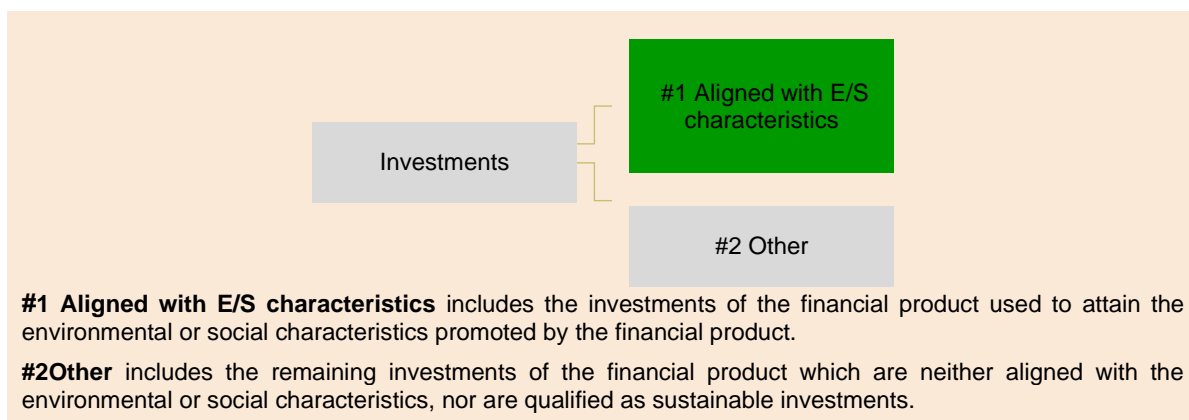 #1 Aligned with E/S
characteristics
Investments
#2 Other
#1 Aligned with E/S characteristics includes the investments of the financial product used to attain the
environmental or social characteristics promoted by the financial product.
#2Other includes the remaining investments of the financial product which are neither aligned with the
environmental or social characteristics, nor are qualified as sustainable investments.